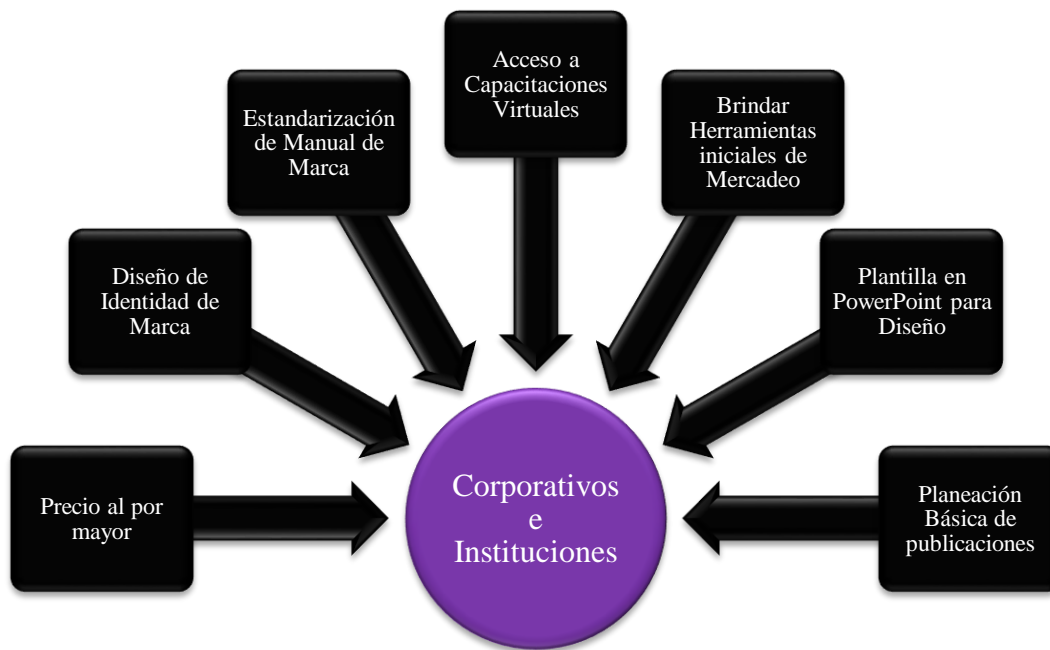 Acceso a
Capacitaciones
Virtuales
Estandarización
de Manual de
Marca
Brindar
Herramientas
iniciales de
Mercadeo
Diseño de
Identidad de
Marca
Plantilla en
PowerPoint para
Diseño
Precio al por
mayor
Corporativos
e
Instituciones
Planeación
Básica de
publicaciones